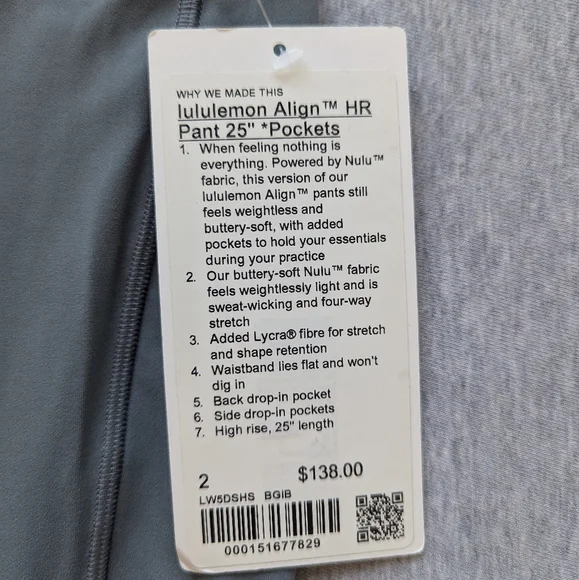 WHY WE MADE THIS
lululemon Align™ HR
Pant 25" *Pockets
1. When feeling nothing is
everything. Powered by Nulu™
fabric, this version of our
lululemon Align™ pants still
feels weightless and
buttery-soft, with added
pockets to hold your essentials
during your practice
2. Our buttery-soft Nulu™ fabric
feels weightlessly light and is
sweat-wicking and four-way
stretch
3. Added Lycra® fibre for stretch
and shape retention
4. Waistband lies flat and won't
dig in
5. Back drop-in pocket
6. Side drop-in pockets
7. High rise, 25" length
2 $138.00
LW5DSHS BGIB
000151677829